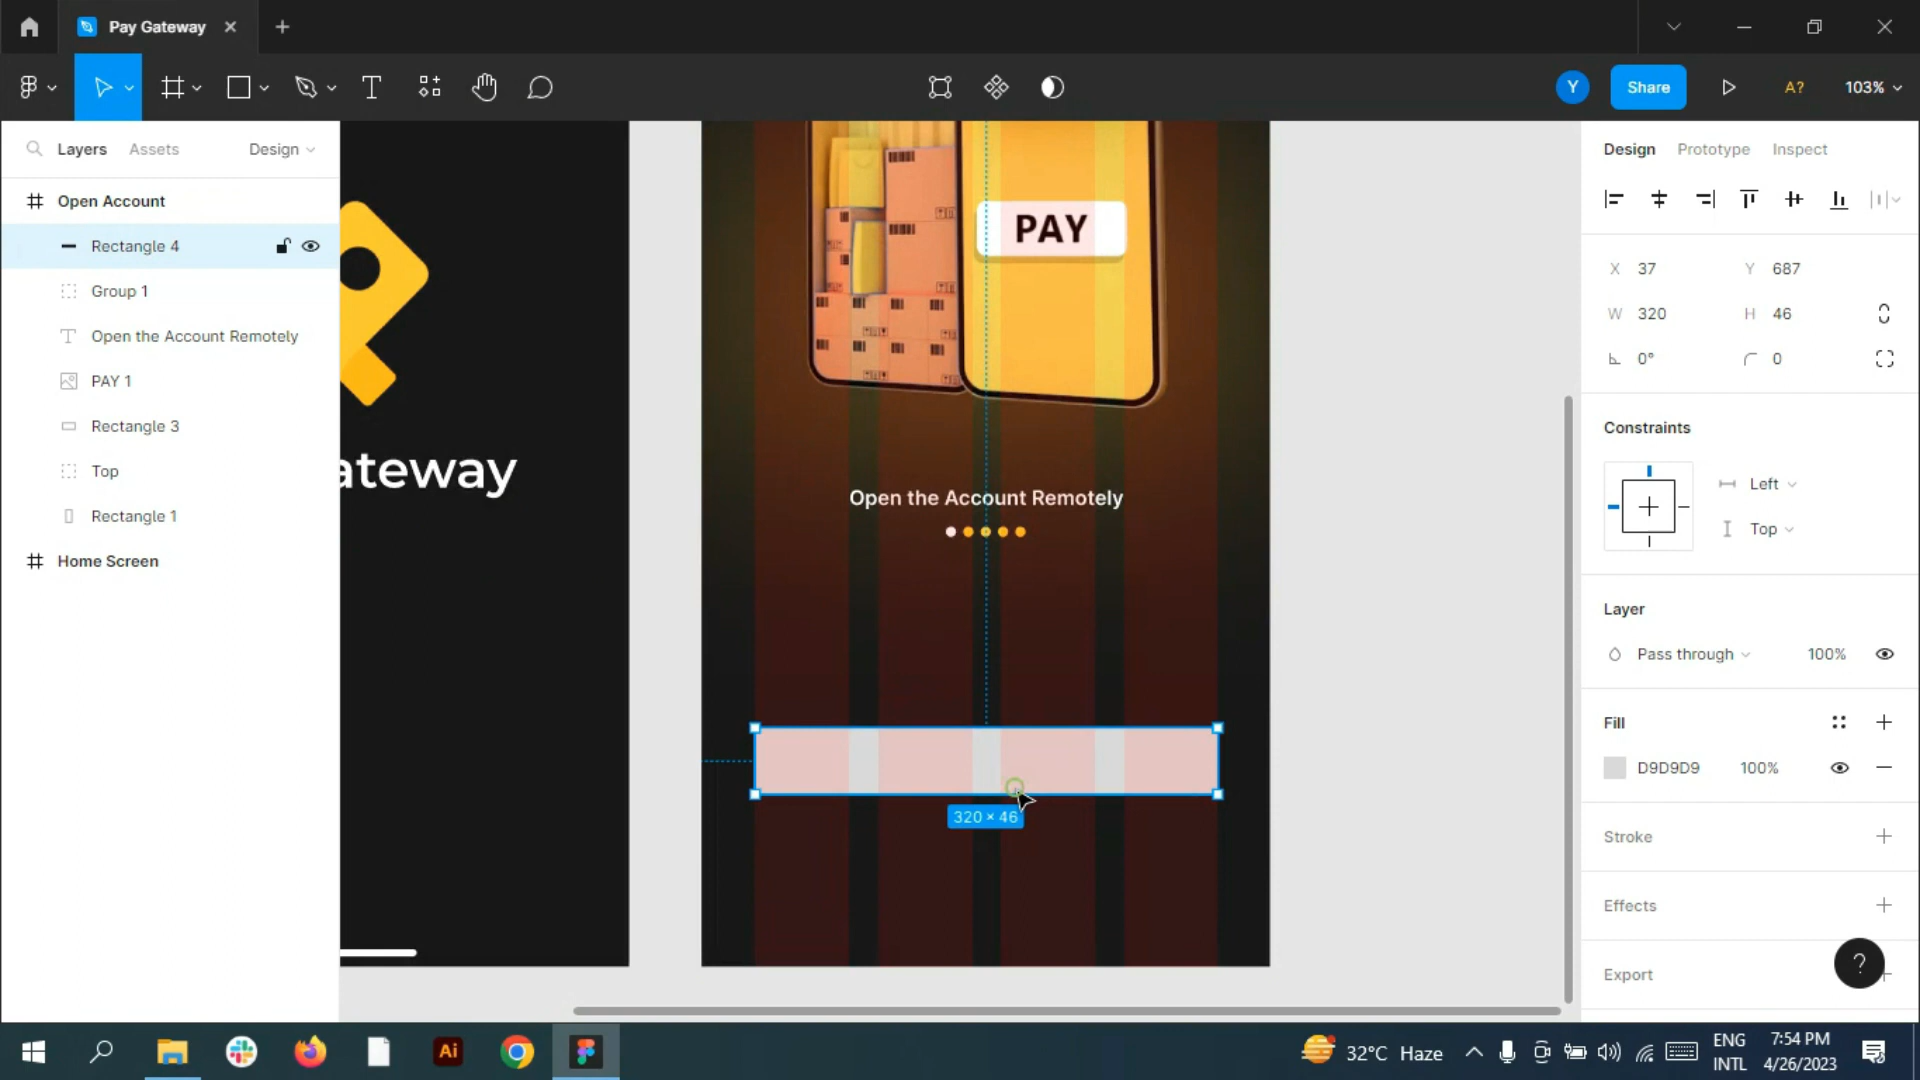 Pay Gateway
Y
Share
A?
103%
Layers
Assets
Design
Open Account
Rectangle 4
Group 1
Open the Account Remotely
PAY 1
Rectangle 3
Top
Rectangle 1
Home Screen
ateway
PAY
Open the Account Remotely
320 × 46
Design
Prototype
Inspect
X 37
Y 687
W 320
H 46
0°
0
Constraints
Left
Top
Layer
Pass through
100%
Fill
D9D9D9
100%
Stroke
Effects
Export
?
Ai
32°C Haze
ENG
INTL
7:54 PM
4/26/2023